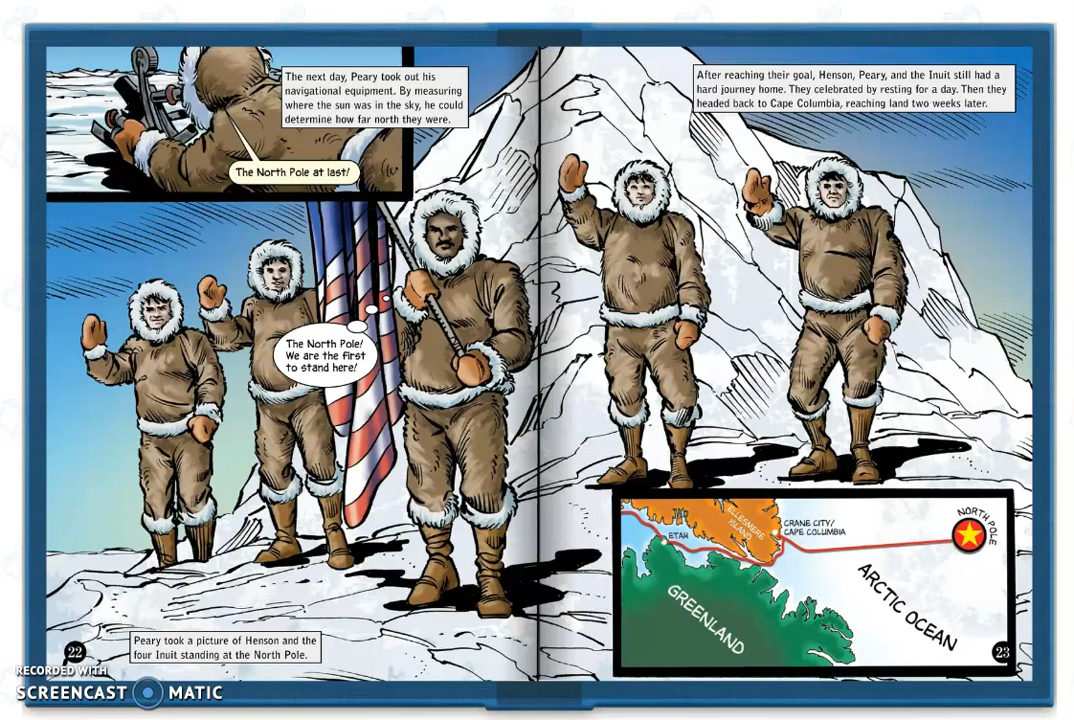 The next day, Peary took out his
navigational equipment. By measuring
where the sun was in the sky, he could
determine how far north they were.
The North Pole at last!
The North Pole!
We are the first
to stand here!
Peary took a picture of Henson and the
four Inuit standing at the North Pole.
22
After reaching their goal, Henson, Peary, and the Inuit still had a
hard journey home. They celebrated by resting for a day. Then they
headed back to Cape Columbia, reaching land two weeks later.
ELLESMERE
ISLAND
CRANE CITY/
CAPE COLUMBIA
NORTH POLE
ETAH
GREENLAND
ARCTIC OCEAN
23
RECORDED WITH
SCREENCAST MATIC